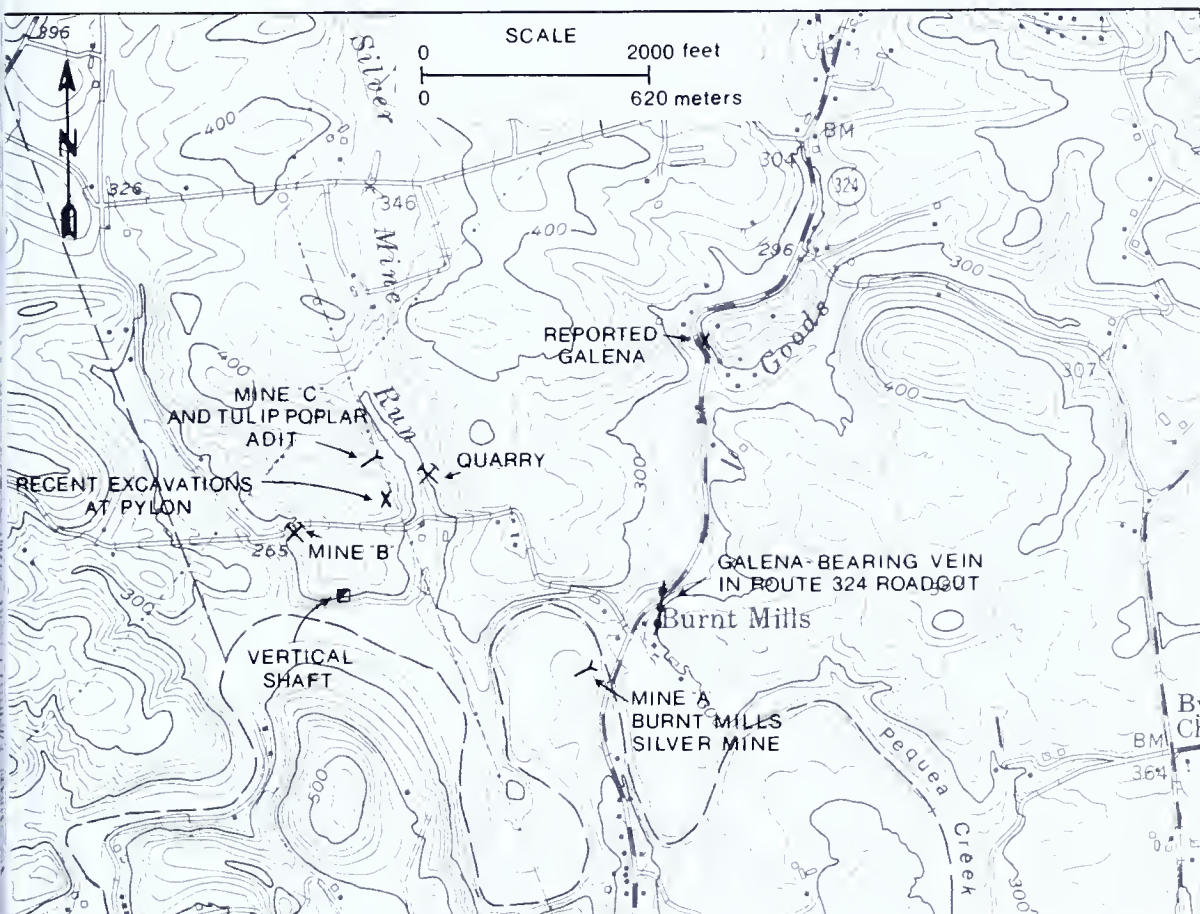 SCALE
0 2000 feet
0 620 meters
396
N
Silver
400
BM
304
324
326
346
Mine
400
296
300
REPORTED
GALENA
Goods
307
400
400
MINE "C"
AND TULIP POPLAR
ADIT
Run
QUARRY
RECENT EXCAVATIONS
AT PYLON
300
265
MINE "B"
GALENA-BEARING VEIN
IN ROUTE 324 ROADCUT
300
Burnt Mills
VERTICAL
SHAFT
MINE A
BURNT MILLS
SILVER MINE
500
Pequea
Creek
BM
364
300